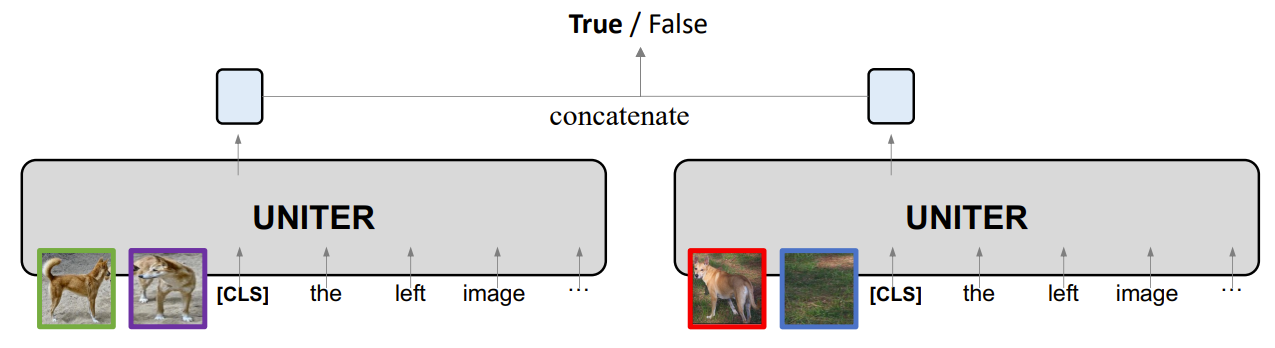 True / False
concatenate
UNITER UNITER
[CLS] the left image ... [CLS] the left image ...